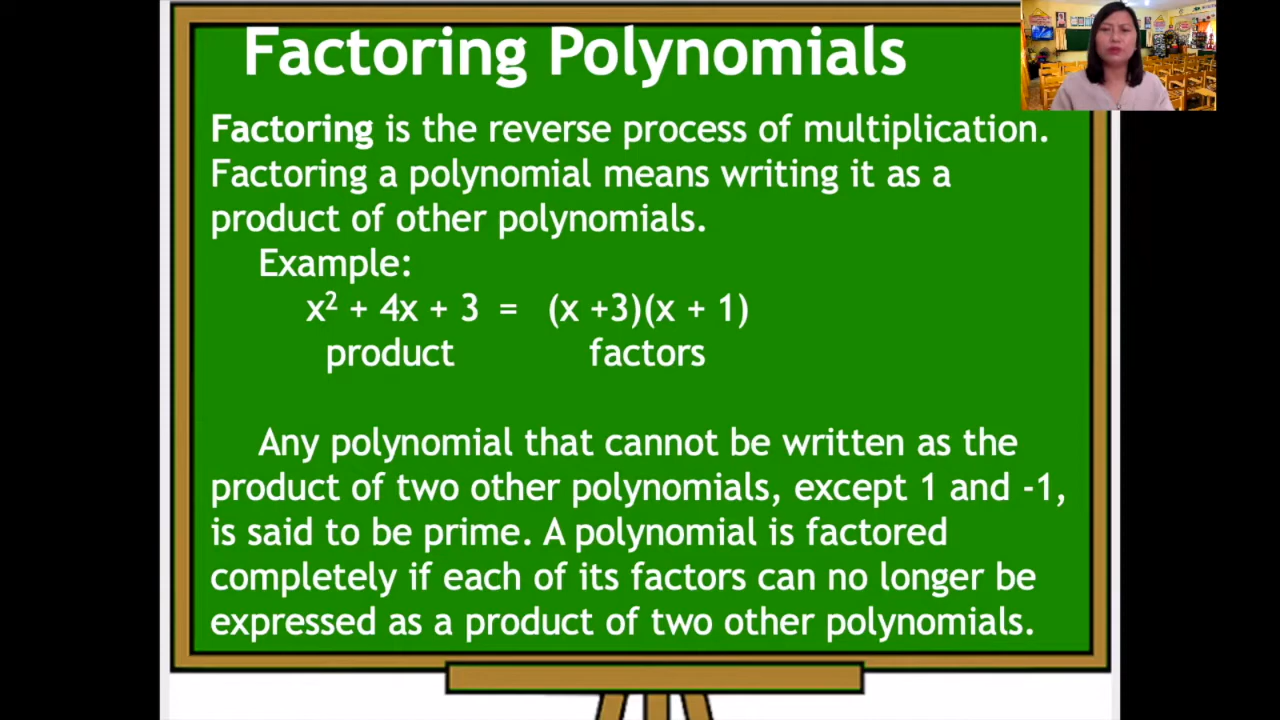 Factoring Polynomials
Factoring is the reverse process of multiplication.
Factoring a polynomial means writing it as a
product of other polynomials.
Example:
x² + 4x + 3 = (x +3)(x + 1)
product factors
Any polynomial that cannot be written as the
product of two other polynomials, except 1 and -1,
is said to be prime. A polynomial is factored
completely if each of its factors can no longer be
expressed as a product of two other polynomials.